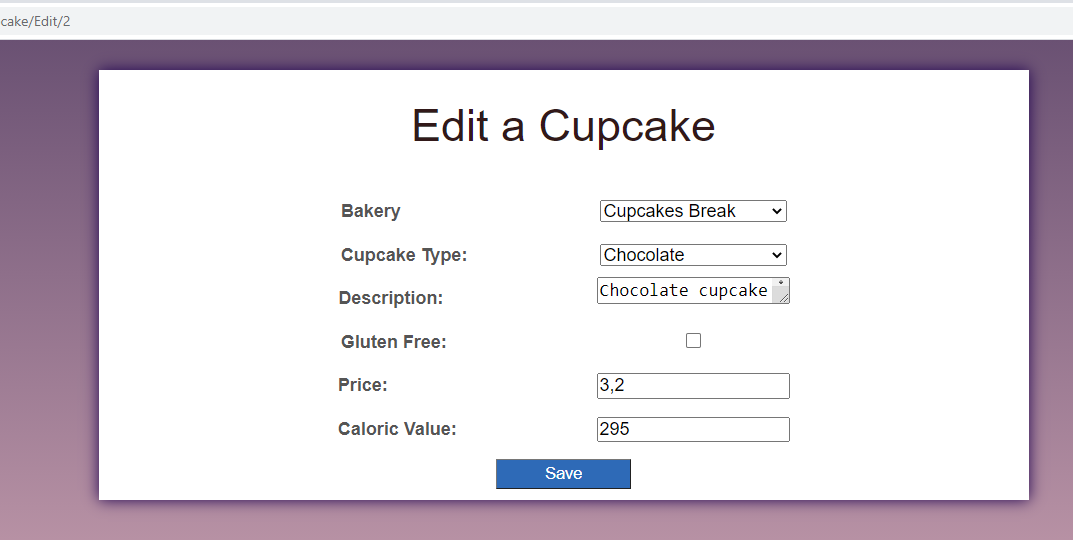 cake/Edit/2
Edit a Cupcake
Bakery Cupcakes Break
Cupcake Type: Chocolate
Description: Chocolate cupcake
Gluten Free:
Price: 3,2
Caloric Value: 295
Save